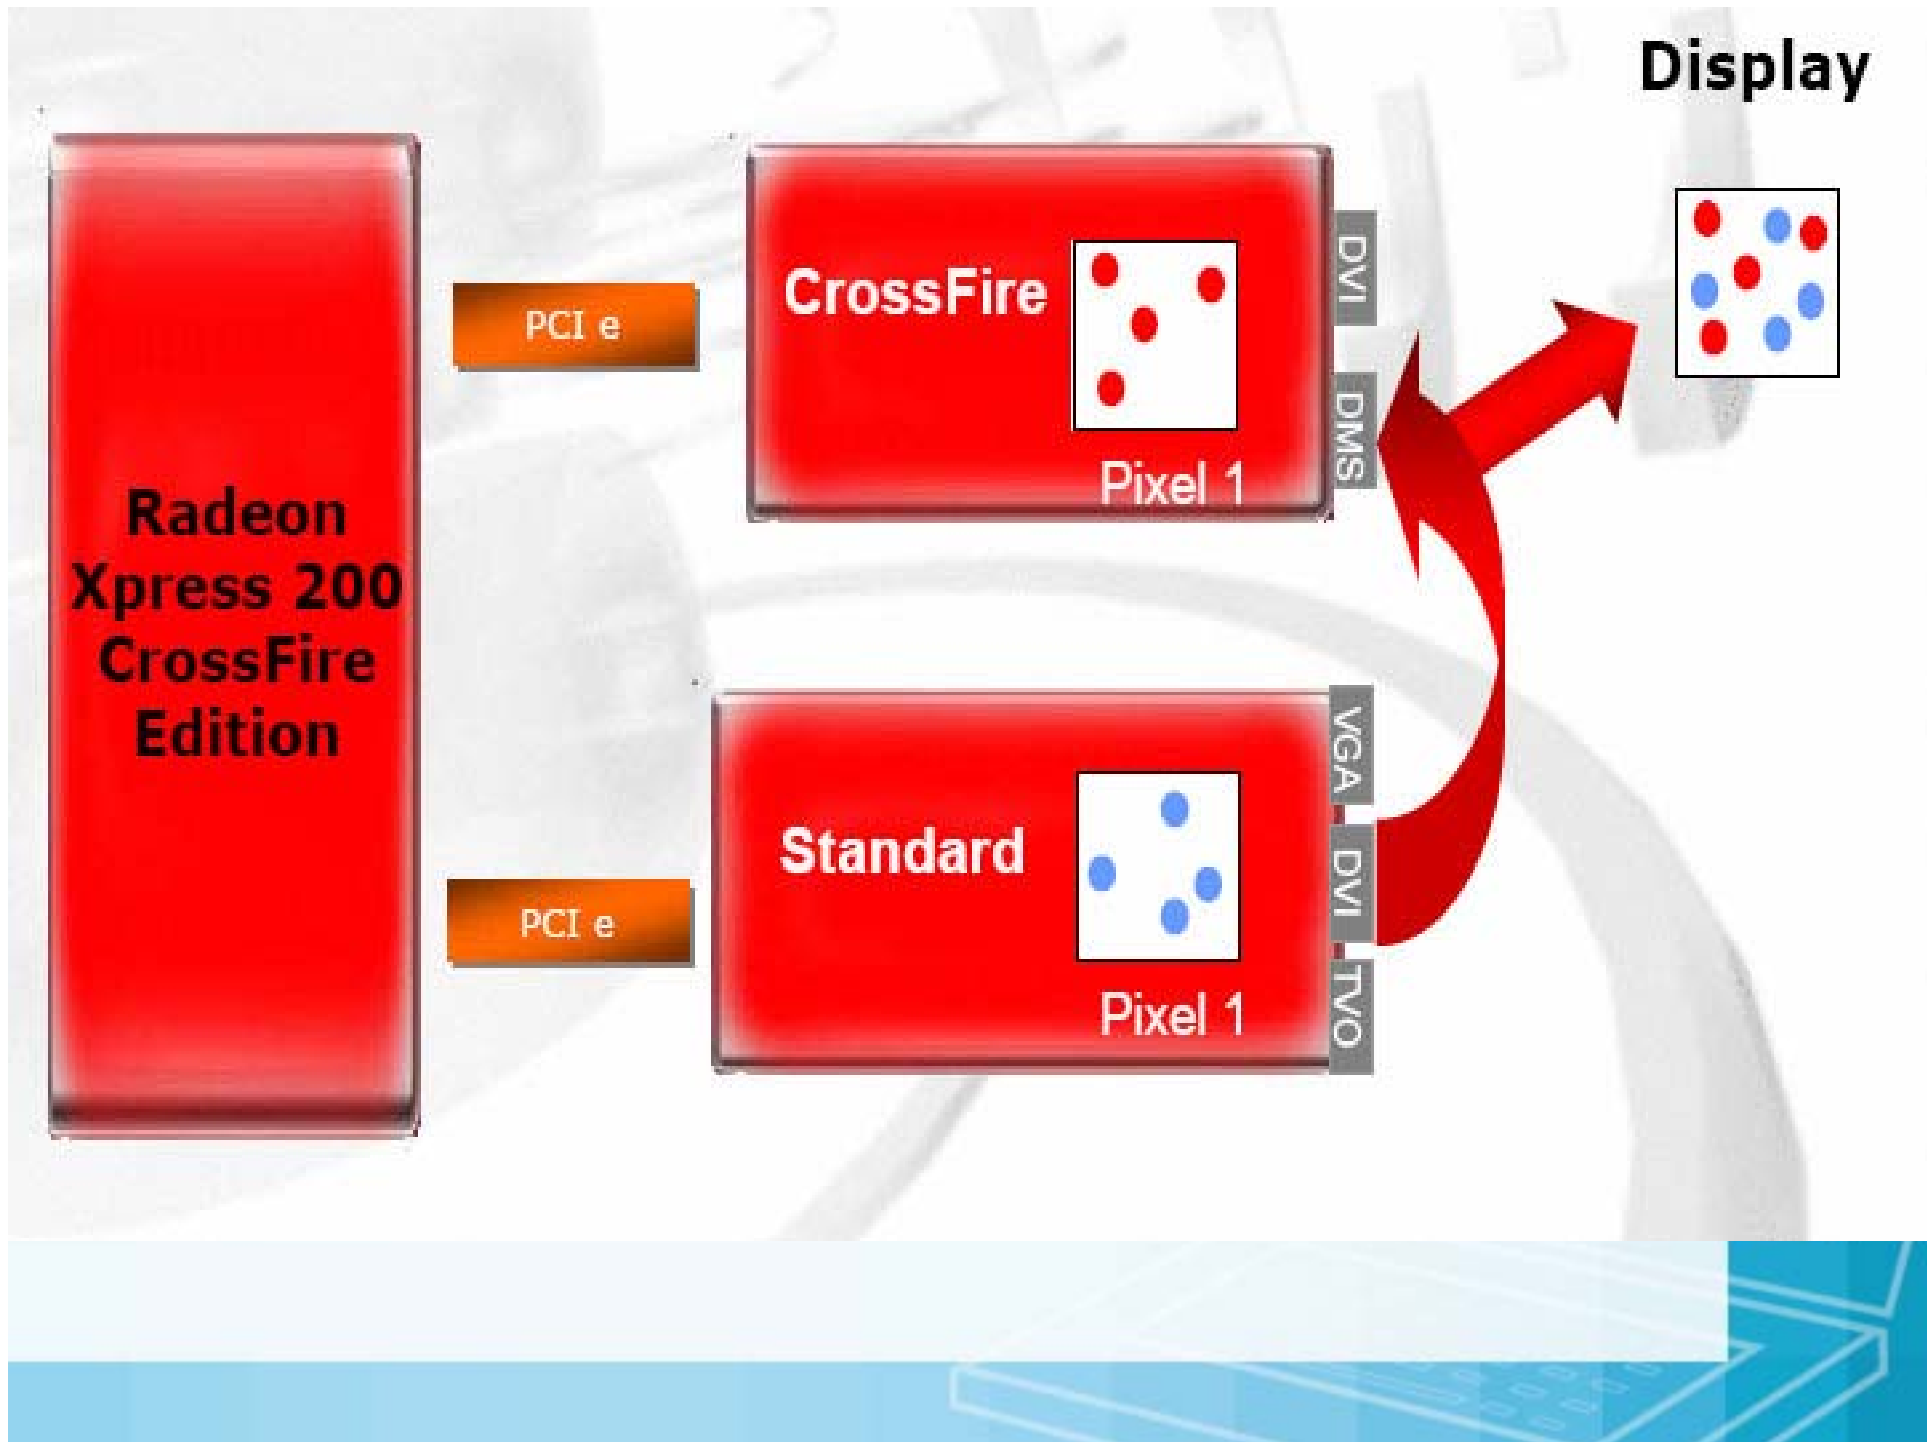 Display
Radeon
Xpress 200
CrossFire
Edition
PCI e
CrossFire
Pixel 1
DVI
DMS
PCI e
Standard
Pixel 1
VGA
DVI
TVO